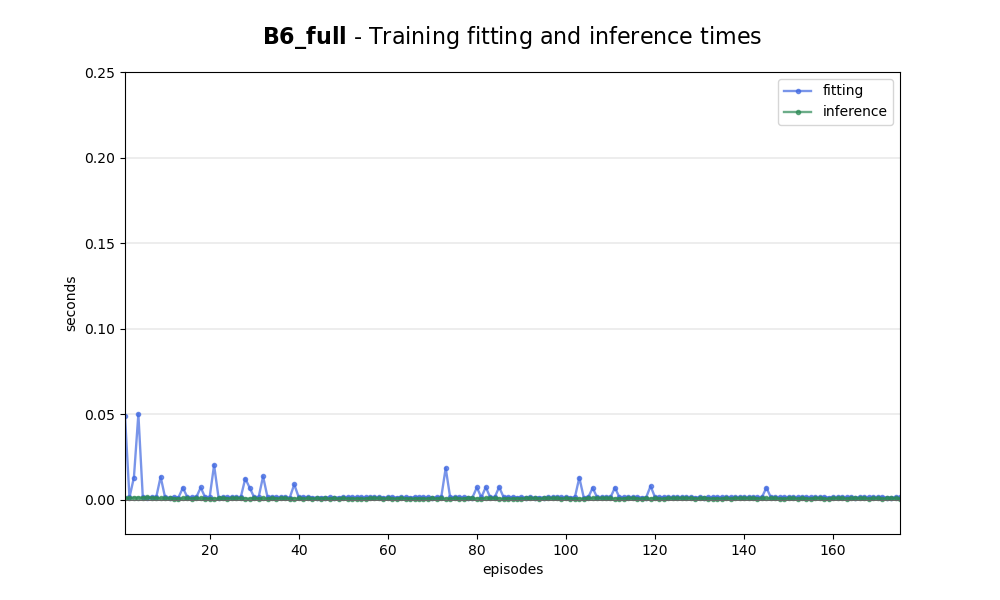 B6_full - Training fitting and inference times
0.25
0.20
0.15
0.10
0.05
0.00
seconds
fitting
inference
20 40 60 80 100 120 140 160
episodes